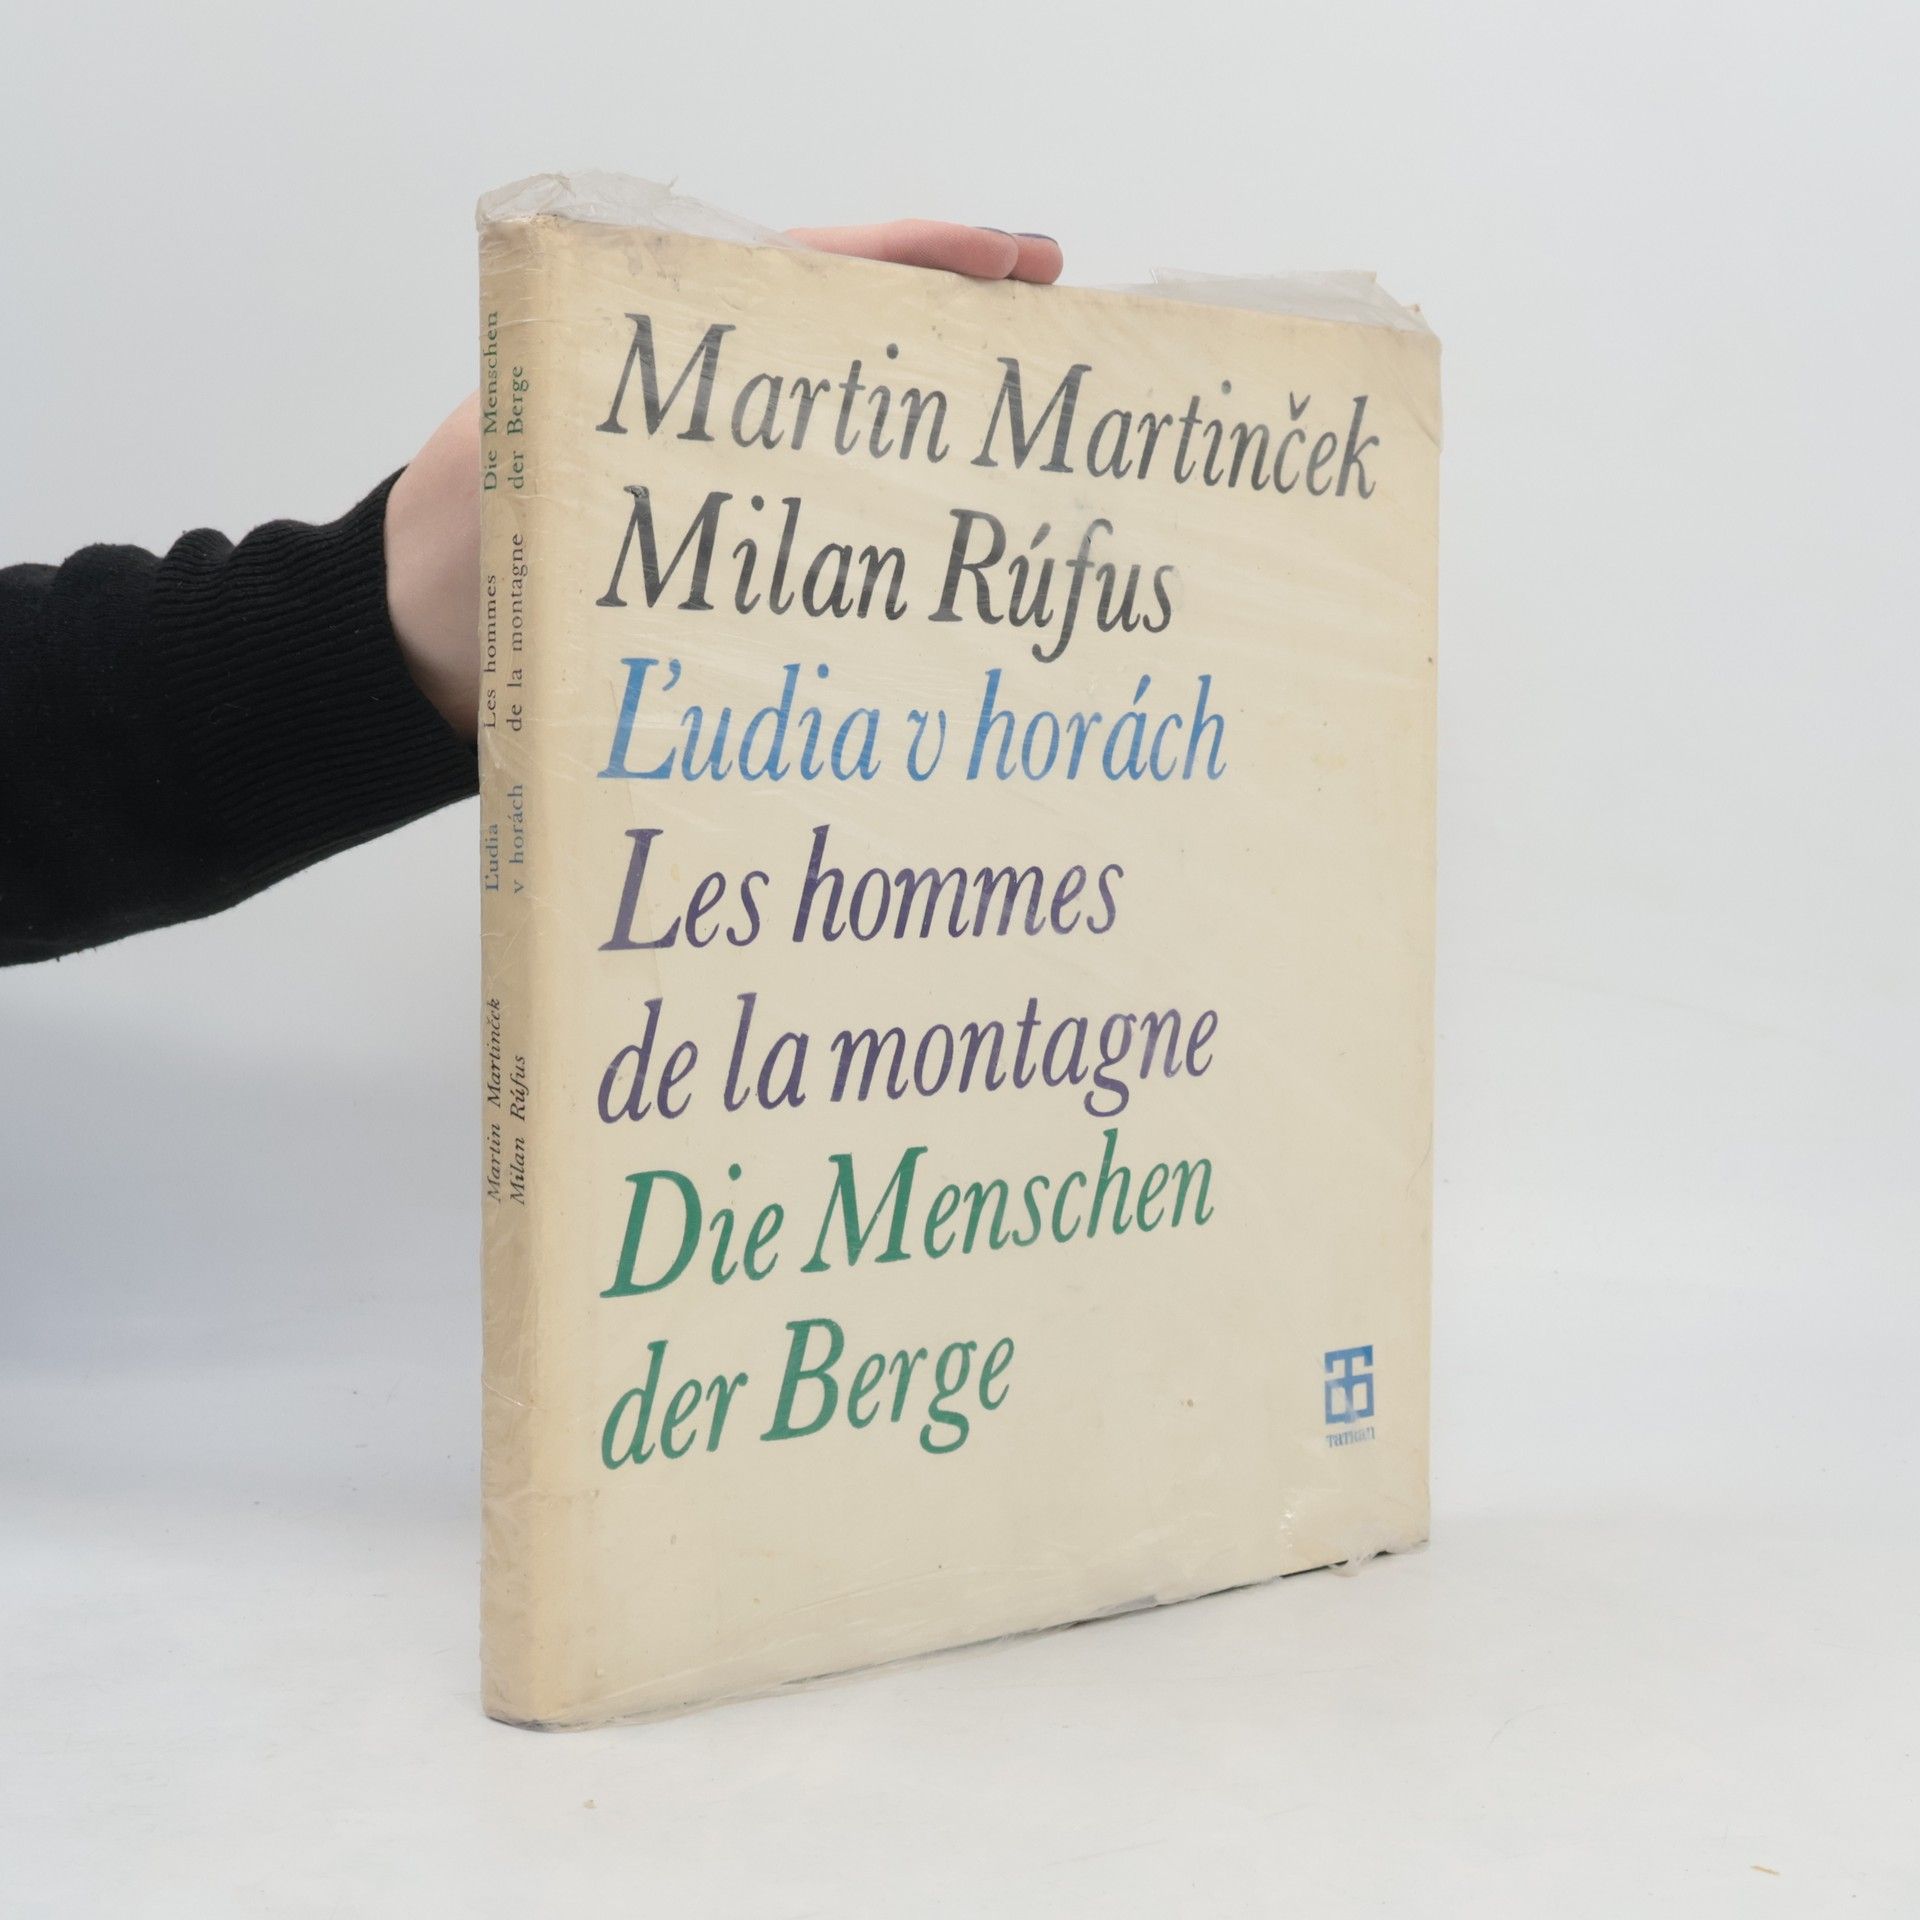 Martin Martinček
Milan Rúfus
Ľudia v horách
Les hommes
de la montagne
Die Menschen
der Berge
TATRAN
Martin Martinček
Milan Rúfus
Ľudia
v horách
Les hommes
de la montagne
Die Menschen
der Berge